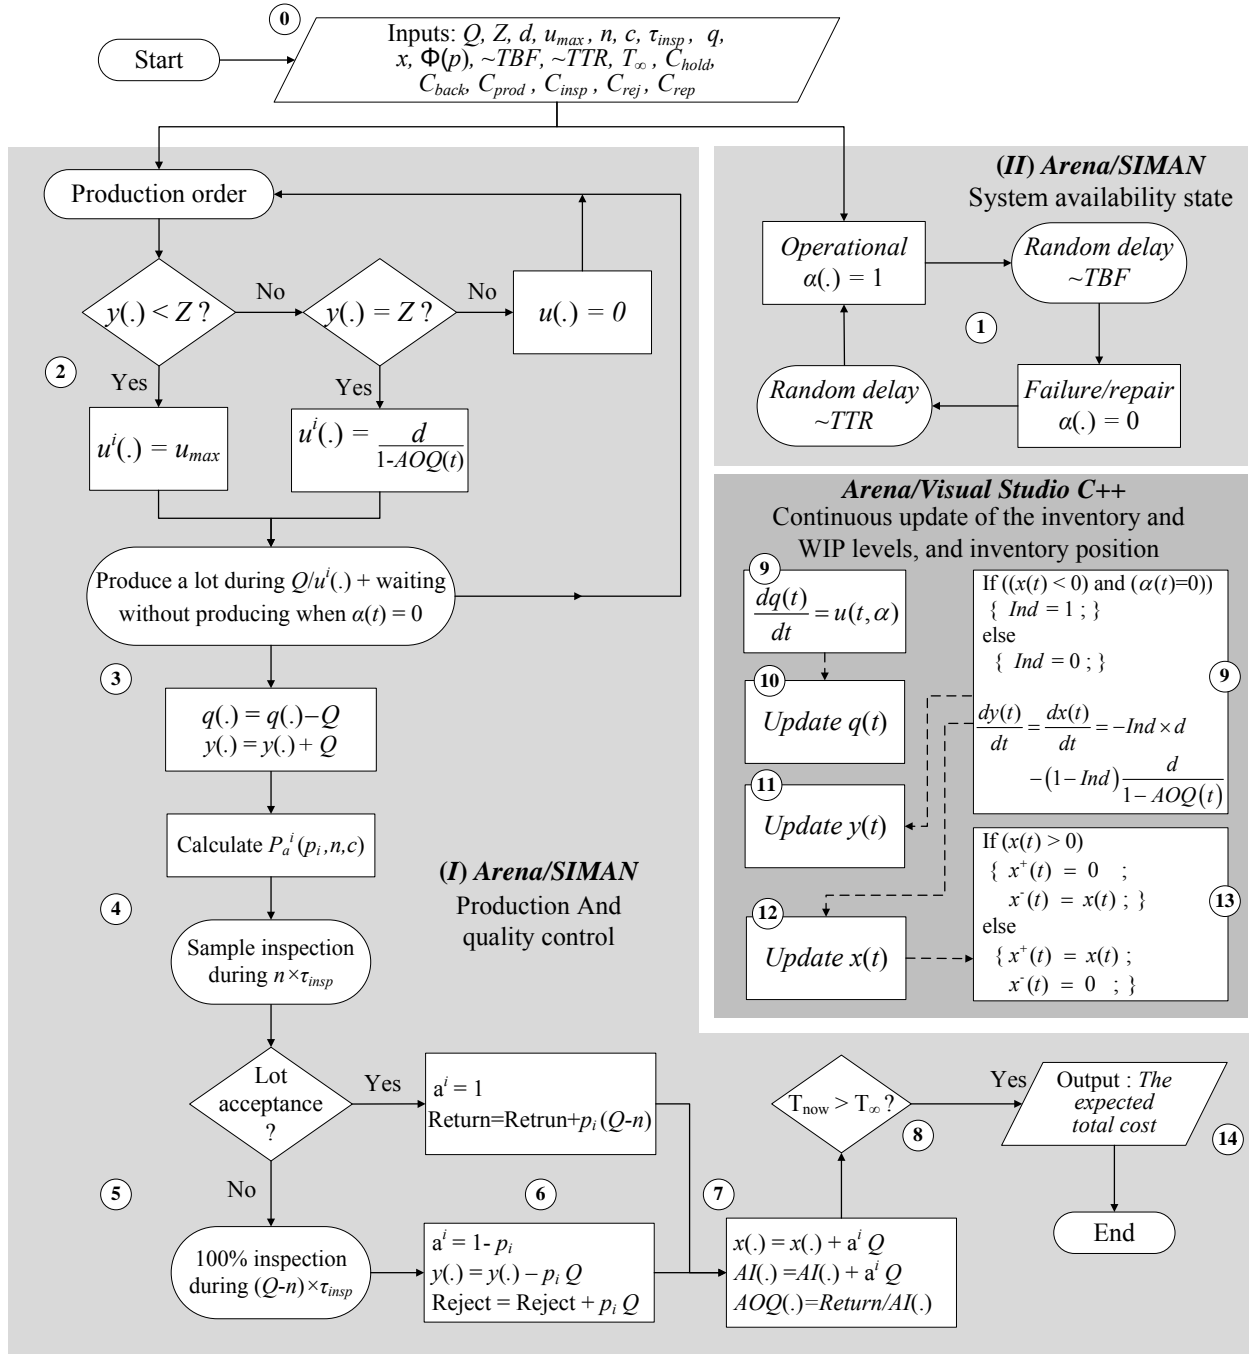 0
Start
Inputs: Q, Z, d, u_max, n, c, τ_insp, q,
x, Φ(p), ~TBF, ~TTR, T_∞, C_hold,
C_back, C_prod, C_insp, C_rej, C_rep
Production order
y(.) < Z ?
No
y(.) = Z ?
No
u(.) = 0
2
Yes
Yes
u^i(.) = u_max
u^i(.) = d / 1-AOQ(t)
Produce a lot during Q/u^i(.) + waiting
without producing when α(t) = 0
3
q(.) = q(.)–Q
y(.) = y(.) + Q
Calculate P_a^i (p_i,n,c)
(I) Arena/SIMAN
Production And
quality control
4
Sample inspection
during n×τ_insp
Lot
acceptance
?
Yes
a^i = 1
Return=Retrun+p_i (Q-n)
No
5
6
7
100% inspection
during (Q-n)×τ_insp
a^i = 1- p_i
y(.) = y(.) – p_i Q
Reject = Reject + p_i Q
x(.) = x(.) + a^i Q
AI(.) =AI(.) + a^i Q
AOQ(.)=Return/AI(.)
T_now > T_∞ ?
8
Yes
Output : The
expected
total cost
14
End
(II) Arena/SIMAN
System availability state
Operational
α(.) = 1
Random delay
~TBF
1
Random delay
~TTR
Failure/repair
α(.) = 0
Arena/Visual Studio C++
Continuous update of the inventory and
WIP levels, and inventory position
9
dq(t)/dt = u(t,α)
10
Update q(t)
11
Update y(t)
12
Update x(t)
If ((x(t) < 0) and (α(t)=0))
{ Ind = 1 ; }
else
{ Ind = 0 ; }
9
dy(t)/dt = dx(t)/dt = –Ind × d
–(1– Ind) d / 1– AOQ(t)
If (x(t) > 0)
{ x^+(t) = 0 ;
x^-(t) = x(t) ; }
13
else
{ x^+(t) = x(t) ;
x^-(t) = 0 ; }